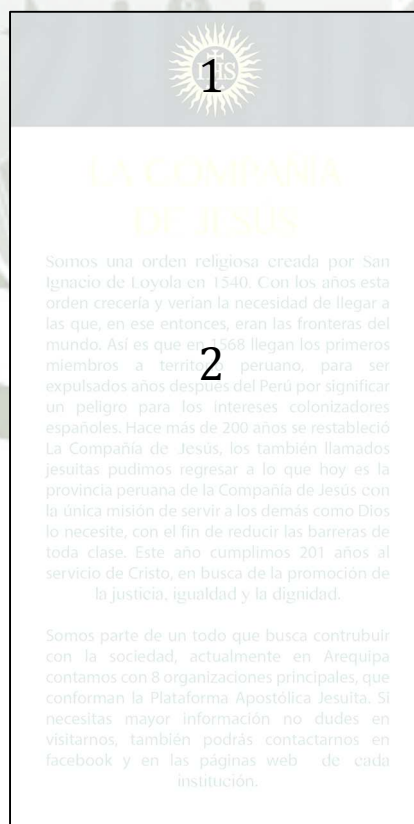 IHS
1
LA COMPAÑÍA
DE JESÚS
Somos una orden religiosa creada por San
Ignacio de Loyola en 1540. Con los años esta
orden crecería y verían la necesidad de llegar a
las que, en ese entonces, eran las fronteras del
mundo. Así es que en 1568 llegan los primeros
miembros a territorio peruano, para ser
2
expulsados años después del Perú por significar
un peligro para los intereses colonizadores
españoles. Hace más de 200 años se restableció
La Compañía de Jesús, los también llamados
jesuitas pudimos regresar a lo que hoy es la
provincia peruana de la Compañía de Jesús con
la única misión de servir a los demás como Dios
lo necesite, con el fin de reducir las barreras de
toda clase. Este año cumplimos 201 años al
servicio de Cristo, en busca de la promoción de
la justicia, igualdad y la dignidad.
Somos parte de un todo que busca contrubuir
con la sociedad, actualmente en Arequipa
contamos con 8 organizaciones principales, que
conforman la Plataforma Apostólica Jesuita. Si
necesitas mayor información no dudes en
visitarnos, también podrás contactarnos en
facebook y en las páginas web de cada
institución.